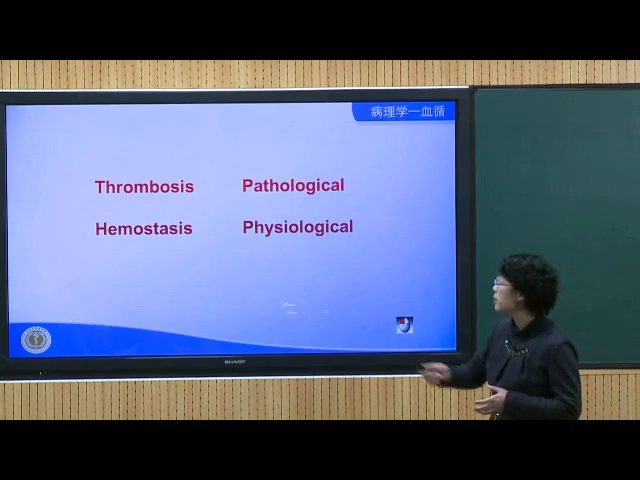 病理学—血循
Thrombosis Pathological
Hemostasis Physiological
SHARP